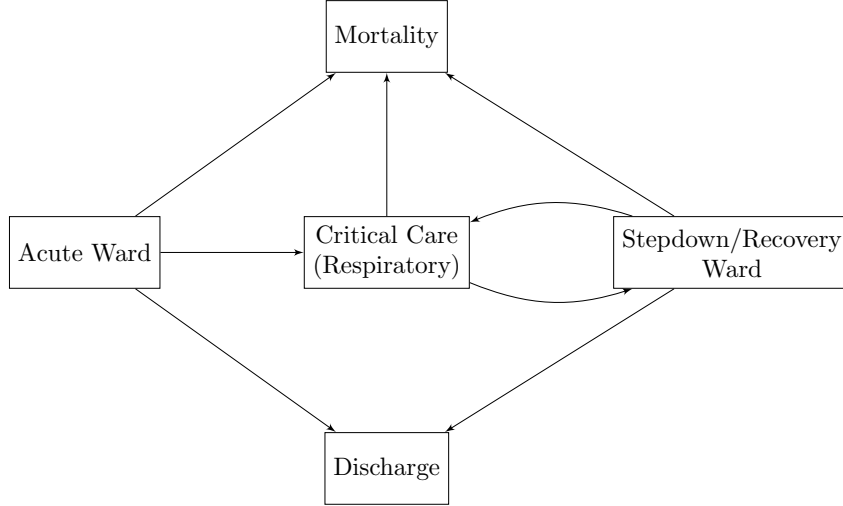 Mortality
Acute Ward
Critical Care
(Respiratory)
Stepdown/Recovery
Ward
Discharge